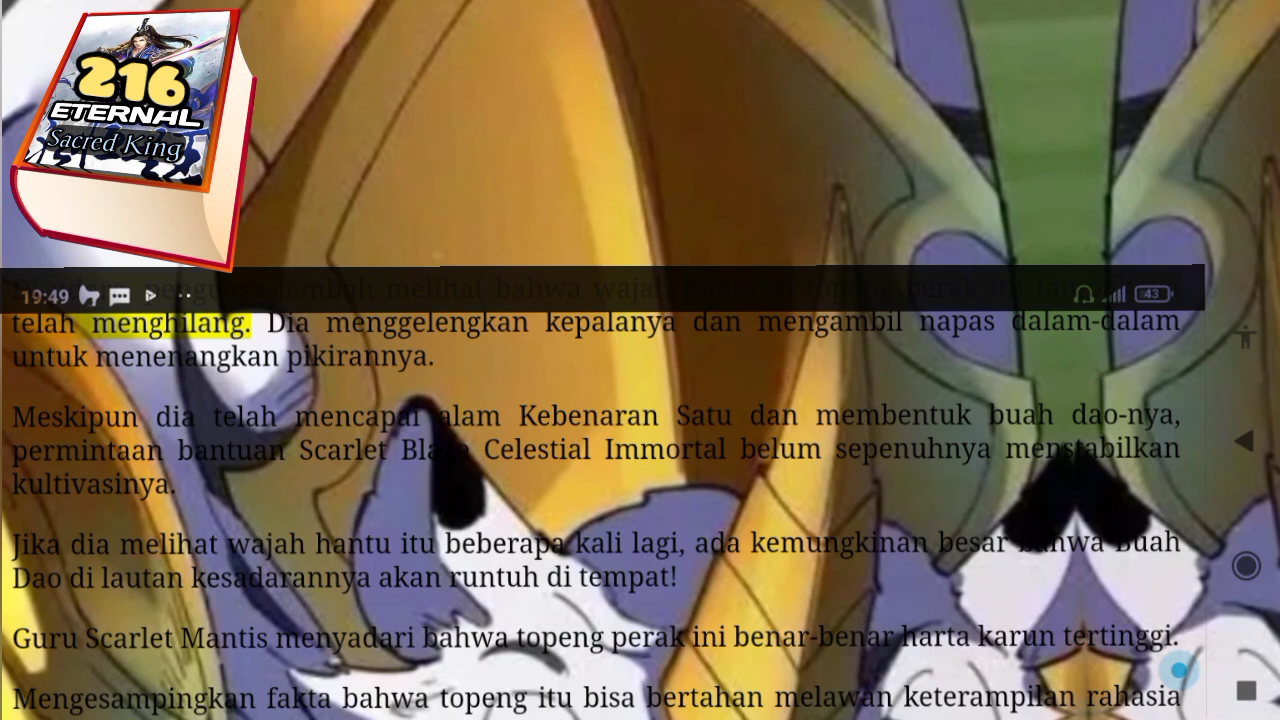 216
ETERNAL
Sacred King
19:49
43
telah menghilang. Dia menggelengkan kepalanya dan mengambil napas dalam-dalam
untuk menenangkan pikirannya.
Meskipun dia telah mencapai alam Kebenaran Satu dan membentuk buah dao-nya,
permintaan bantuan Scarlet Blade Celestial Immortal belum sepenuhnya menstabilkan
kultivasinya.
Jika dia melihat wajah hantu itu beberapa kali lagi, ada kemungkinan besar bahwa Buah
Dao di lautan kesadarannya akan runtuh di tempat!
Guru Scarlet Mantis menyadari bahwa topeng perak ini benar-benar harta karun tertinggi.
Mengesampingkan fakta bahwa topeng itu bisa bertahan melawan keterampilan rahasia